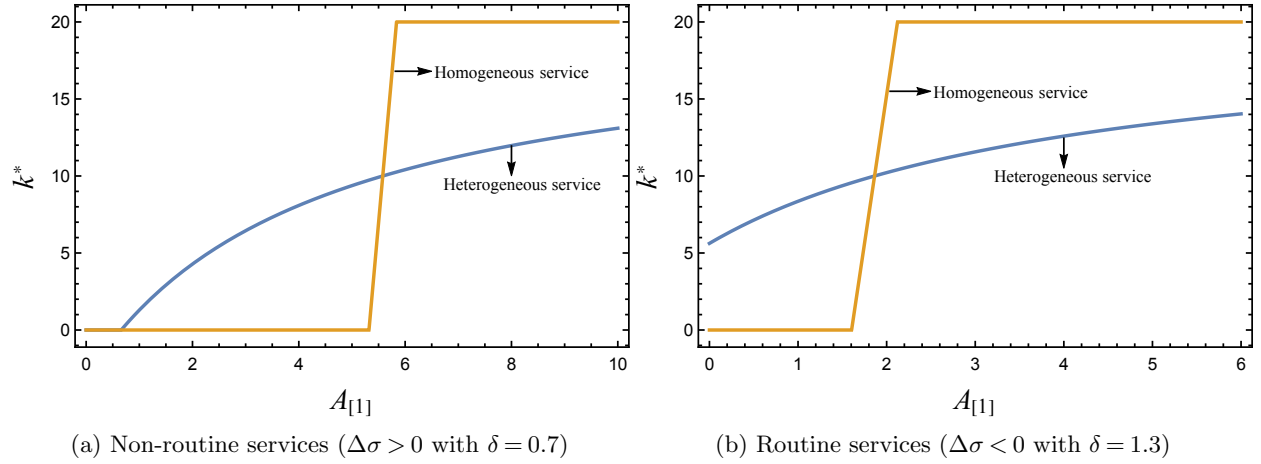 20
15
10
5
0
k*
Homogeneous service
Heterogeneous service
0 2 4 6 8 10
A[1]
(a) Non-routine services (Δσ > 0 with δ = 0.7)
20
15
10
5
0
k*
Homogeneous service
Heterogeneous service
0 1 2 3 4 5 6
A[1]
(b) Routine services (Δσ < 0 with δ = 1.3)